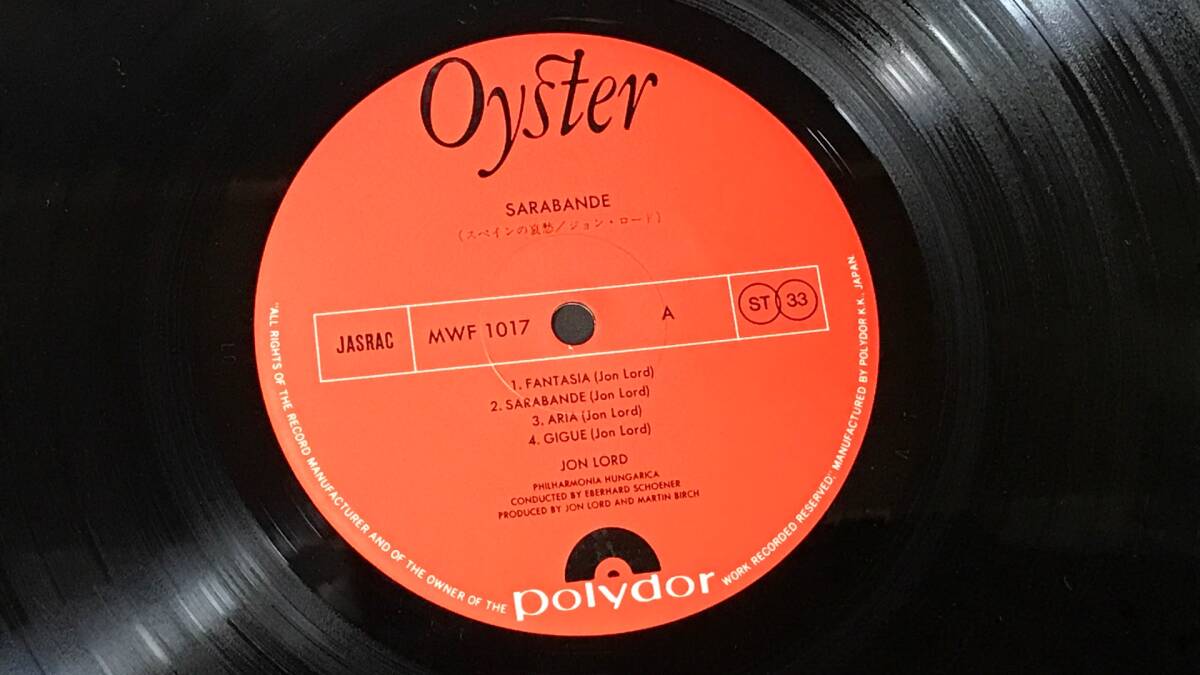 Oyster
SARABANDE
(スペインの哀愁/ジョン・ロード)
JASRAC
MWF 1017
A
ST 33
1. FANTASIA (Jon Lord)
2. SARABANDE (Jon Lord)
3. ARIA (Jon Lord)
4. GIGUE (Jon Lord)
JON LORD
PHILHARMONIA HUNGARICA
CONDUCTED BY EBERHARD SCHOENER
PRODUCED BY JON LORD AND MARTIN BIRCH
polydor
"ALL RIGHTS OF THE RECORD MANUFACTURER AND OF THE OWNER OF THE WORK RECORDED RESERVED." MANUFACTURED BY POLYDOR K.K., JAPAN.